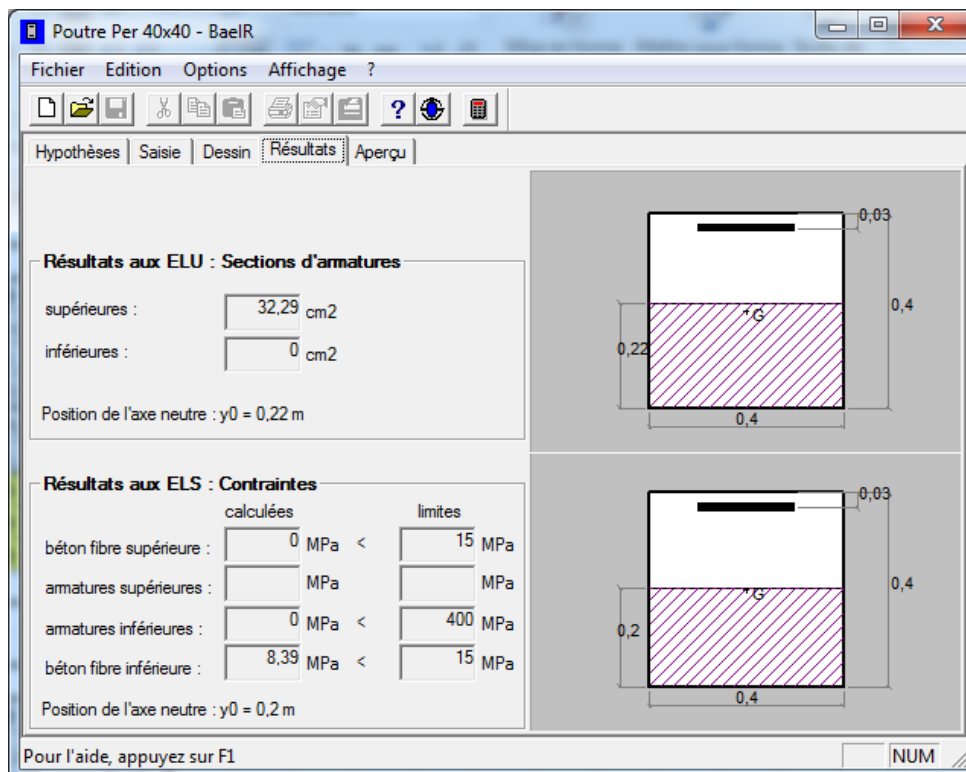 Poutre Per 40x40 - BaelR
Fichier Edition Options Affichage ?
Hypothèses Saisie Dessin Résultats Aperçu
Résultats aux ELU : Sections d'armatures
supérieures : 32,29 cm2
inférieures : 0 cm2
Position de l'axe neutre : y0 = 0,22 m
0,03
0,4
G
0,22
0,4
Résultats aux ELS : Contraintes
calculées limites
béton fibre supérieure : 0 MPa < 15 MPa
armatures supérieures : MPa MPa
armatures inférieures : 0 MPa < 400 MPa
béton fibre inférieure : 8,39 MPa < 15 MPa
Position de l'axe neutre : y0 = 0,2 m
0,03
0,4
G
0,2
0,4
Pour l'aide, appuyez sur F1 NUM